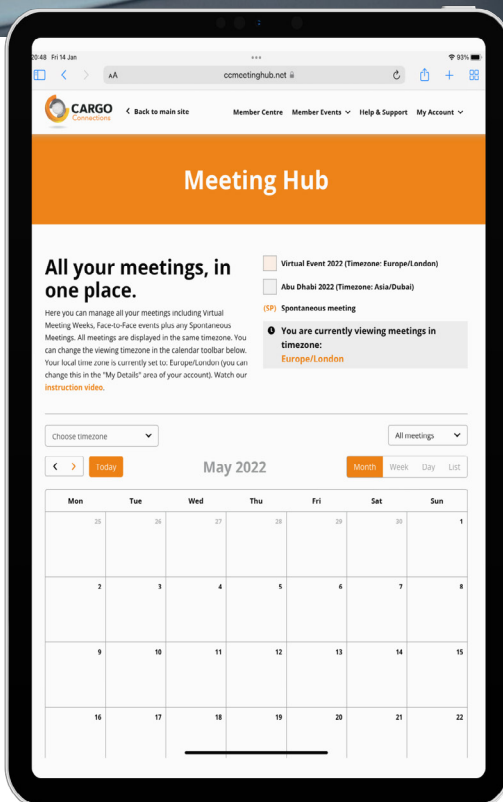 20:48 Fri 14 Jan
93%
AA
ccmeetinghub.net
CARGO
Connections
Back to main site
Member Centre
Member Events
Help & Support
My Account
Meeting Hub
All your meetings, in
one place.
Here you can manage all your meetings including Virtual
Meeting Weeks, Face-to-Face events plus any Spontaneous
Meetings. All meetings are displayed in the same timezone. You
can change the viewing timezone in the calendar toolbar below.
Your local time zone is currently set to: Europe/London (you can
change this in the "My Details" area of your account). Watch our
instruction video.
Virtual Event 2022 (Timezone: Europe/London)
Abu Dhabi 2022 (Timezone: Asia/Dubai)
(SP) Spontaneous meeting
You are currently viewing meetings in
timezone:
Europe/London
Choose timezone
All meetings
< > Today
May 2022
Month Week Day List
Mon Tue Wed Thu Fri Sat Sun
25 26 27 28 29 30 1
2 3 4 5 6 7 8
9 10 11 12 13 14 15
16 17 18 19 20 21 22